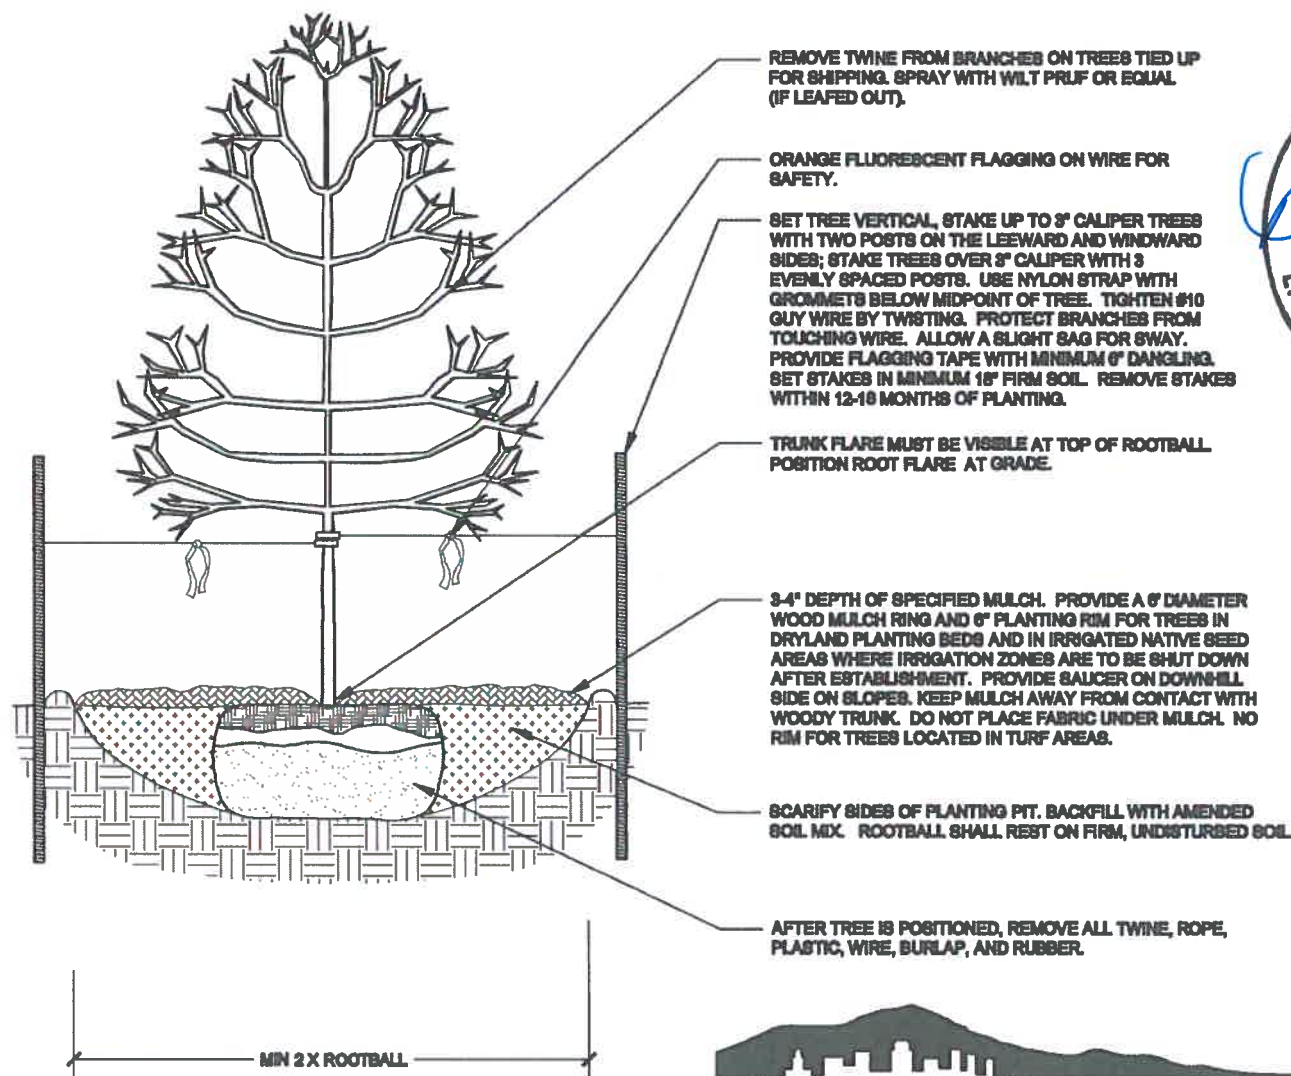 REMOVE TWINE FROM BRANCHES ON TREES TIED UP
FOR SHIPPING. SPRAY WITH WILT PRUF OR EQUAL
(IF LEAFED OUT).
ORANGE FLUORESCENT FLAGGING ON WIRE FOR
SAFETY.
SET TREE VERTICAL, STAKE UP TO 3" CALIPER TREES
WITH TWO POSTS ON THE LEEWARD AND WINDWARD
SIDES; STAKE TREES OVER 3" CALIPER WITH 3
EVENLY SPACED POSTS. USE NYLON STRAP WITH
GROMMETS BELOW MIDPOINT OF TREE. TIGHTEN #10
GUY WIRE BY TWISTING. PROTECT BRANCHES FROM
TOUCHING WIRE. ALLOW A SLIGHT SAG FOR SWAY.
PROVIDE FLAGGING TAPE WITH MINIMUM 6" DANGLING.
SET STAKES IN MINIMUM 18" FIRM SOIL. REMOVE STAKES
WITHIN 12-18 MONTHS OF PLANTING.
TRUNK FLARE MUST BE VISIBLE AT TOP OF ROOTBALL
POSITION ROOT FLARE AT GRADE.
3-4" DEPTH OF SPECIFIED MULCH. PROVIDE A 6' DIAMETER
WOOD MULCH RING AND 6" PLANTING RIM FOR TREES IN
DRYLAND PLANTING BEDS AND IN IRRIGATED NATIVE SEED
AREAS WHERE IRRIGATION ZONES ARE TO BE SHUT DOWN
AFTER ESTABLISHMENT. PROVIDE SAUCER ON DOWNHILL
SIDE ON SLOPES. KEEP MULCH AWAY FROM CONTACT WITH
WOODY TRUNK. DO NOT PLACE FABRIC UNDER MULCH. NO
RIM FOR TREES LOCATED IN TURF AREAS.
SCARIFY SIDES OF PLANTING PIT. BACKFILL WITH AMENDED
SOIL MIX. ROOTBALL SHALL REST ON FIRM, UNDISTURBED SOIL
AFTER TREE IS POSITIONED, REMOVE ALL TWINE, ROPE,
PLASTIC, WIRE, BURLAP, AND RUBBER.
MIN 2 X ROOTBALL